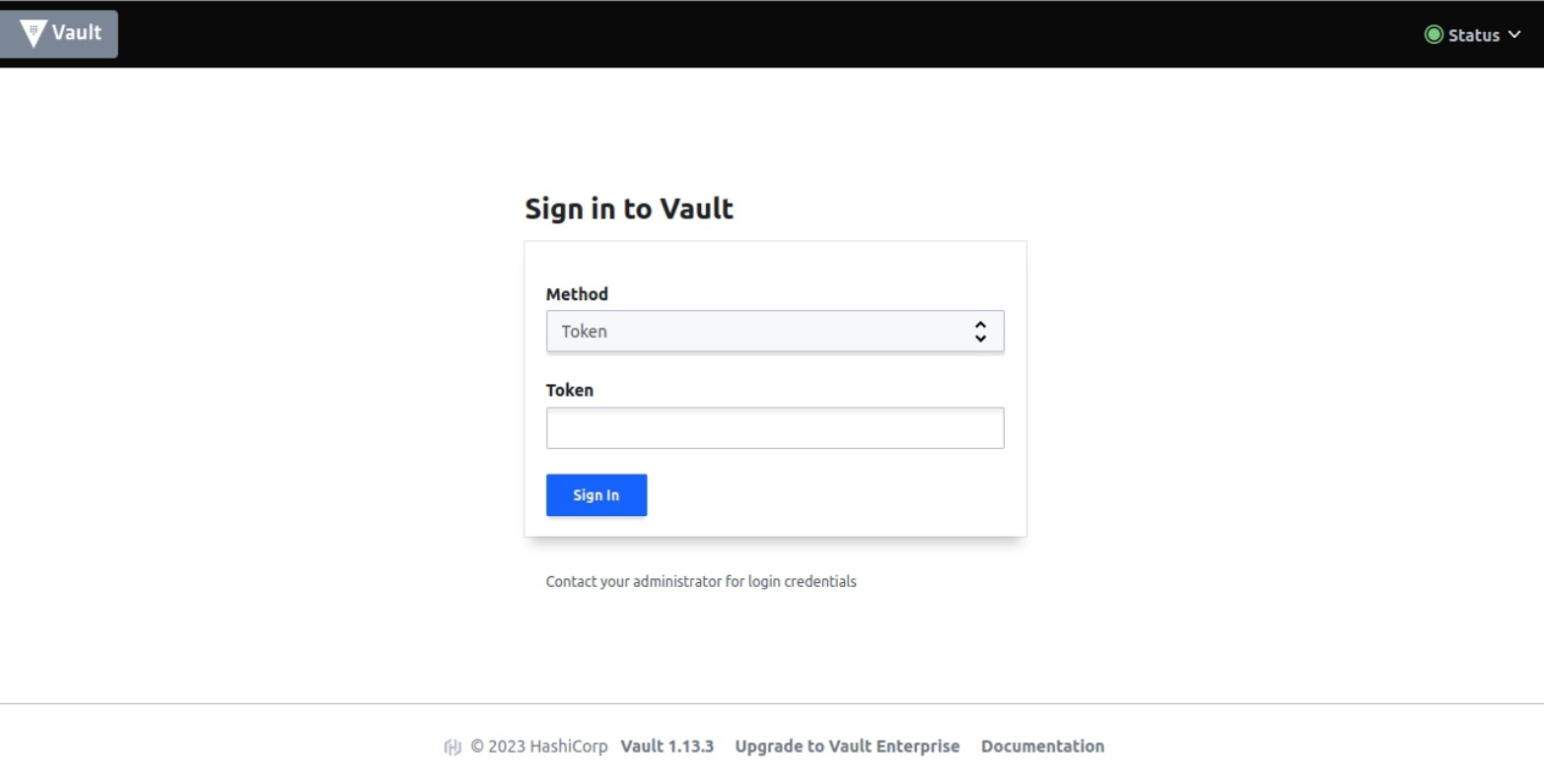 Vault
Status
Sign in to Vault
Method
Token
Token
Sign In
Contact your administrator for login credentials
© 2023 HashiCorp Vault 1.13.3 Upgrade to Vault Enterprise Documentation